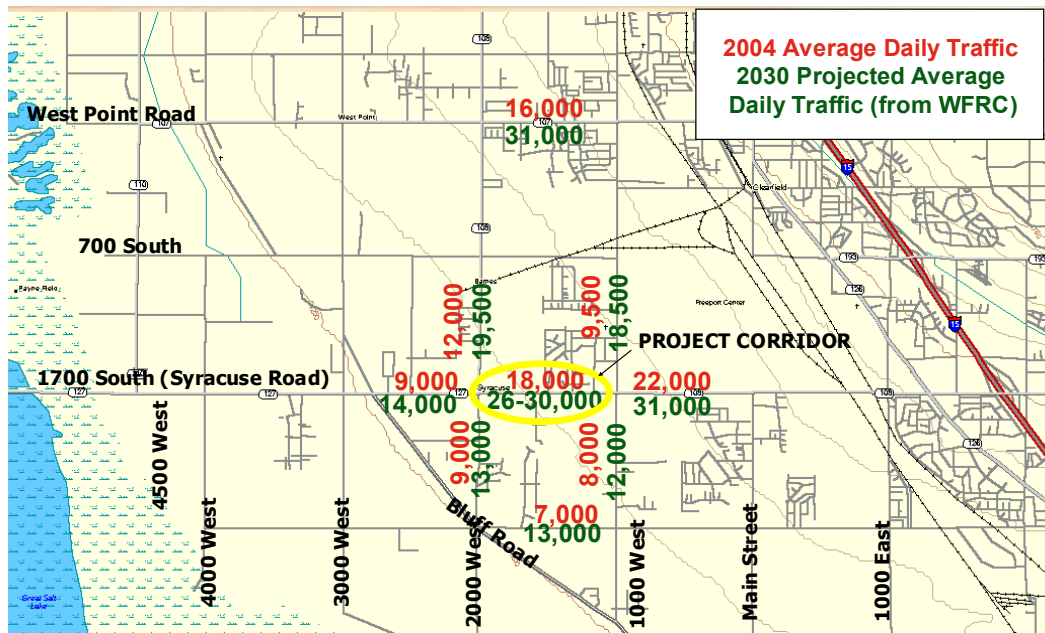 2004 Average Daily Traffic
2030 Projected Average
Daily Traffic (from WFRC)
108
16,000
West Point Road
107
West Point
107
31,000
15
110
Clearfield
108
700 South
193
193
Barnes
126
Freeport Center
12,000
19,500
9,500
18,500
15
PROJECT CORRIDOR
1700 South (Syracuse Road)
9,000
18,000
22,000
127
127
127
Syracuse
108
108
14,000
26-30,000
31,000
9,000
13,000
8,000
12,000
126
4500 West
7,000
13,000
Bluff Road
4000 West
3000 West
2000 West
1000 West
Main Street
1000 East
Great Salt
Lake